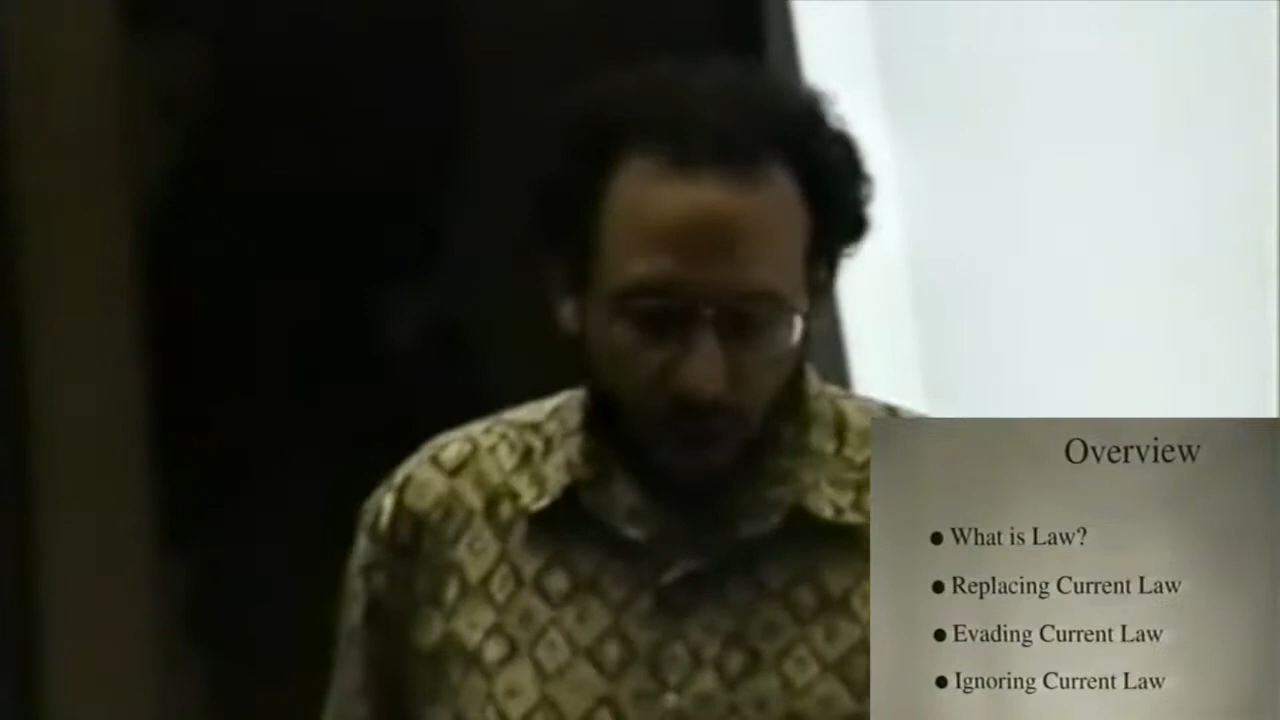 Overview
● What is Law?
● Replacing Current Law
● Evading Current Law
● Ignoring Current Law